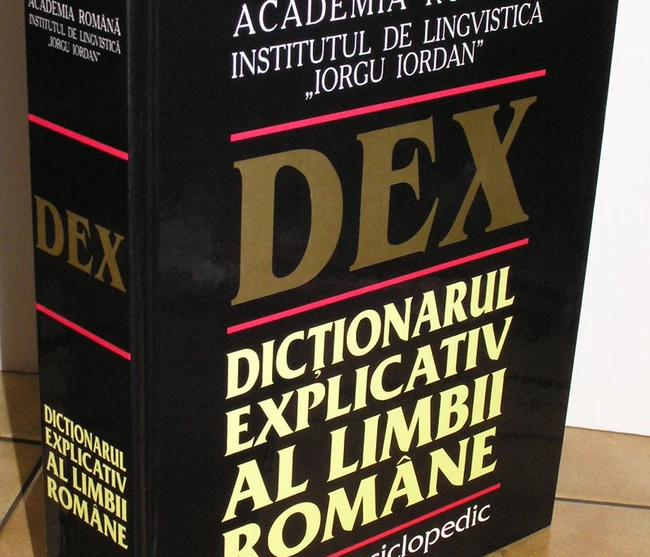 ACADEMIA ROMÂNĂ
INSTITUTUL DE LINGVISTICĂ
„IORGU IORDAN”
DEX
DICȚIONARUL
EXPLICATIV
AL LIMBII
ROMÂNE
ACADEMIA
INSTITUTUL DE LINGVISTICĂ
„IORGU IORDAN”
DEX
DICȚIONARUL
EXPLICATIV
AL LIMBII
ROMÂNE